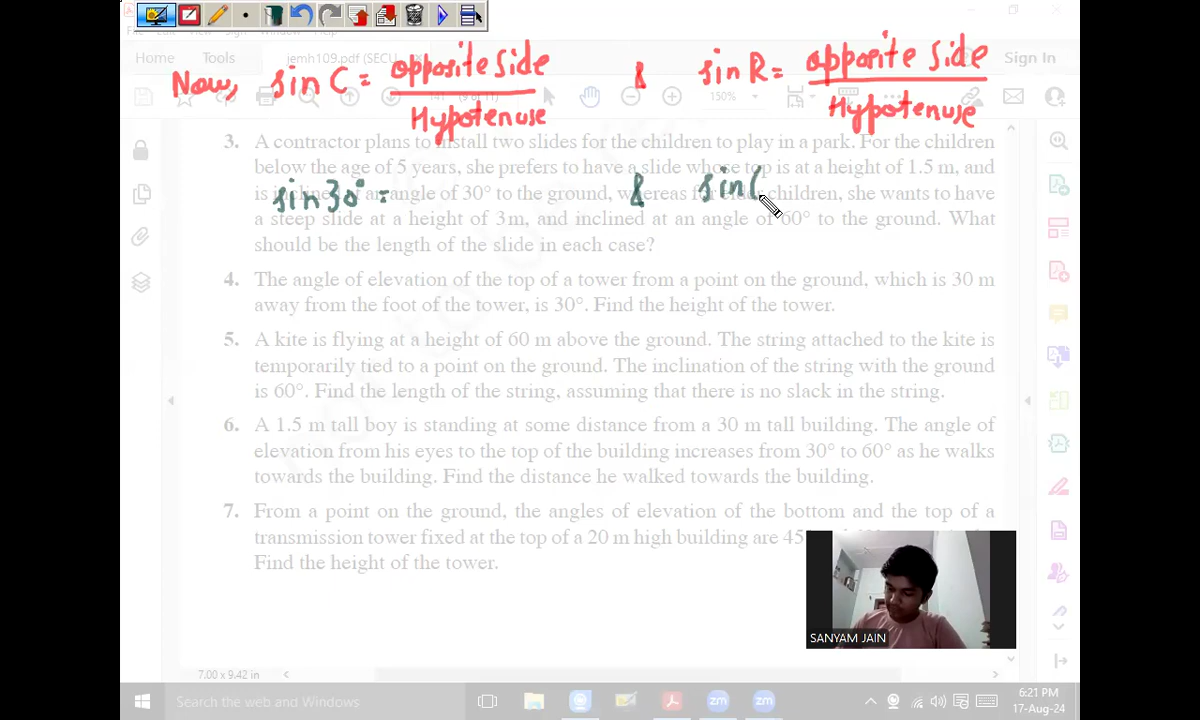 jemh109.pdf (SECU
Home
Tools
Sign In
Now, sin C = opposite side / Hypotenuse & sin R = opposite side / Hypotenuse
150%
3. A contractor plans to install two slides for the children to play in a park. For the children
below the age of 5 years, she prefers to have a slide whose top is at a height of 1.5 m, and
is inclined at an angle of 30° to the ground, whereas for elder children, she wants to have
a steep slide at a height of 3m, and inclined at an angle of 60° to the ground. What
should be the length of the slide in each case?
sin 30° = & sin (
4. The angle of elevation of the top of a tower from a point on the ground, which is 30 m
away from the foot of the tower, is 30°. Find the height of the tower.
5. A kite is flying at a height of 60 m above the ground. The string attached to the kite is
temporarily tied to a point on the ground. The inclination of the string with the ground
is 60°. Find the length of the string, assuming that there is no slack in the string.
6. A 1.5 m tall boy is standing at some distance from a 30 m tall building. The angle of
elevation from his eyes to the top of the building increases from 30° to 60° as he walks
towards the building. Find the distance he walked towards the building.
7. From a point on the ground, the angles of elevation of the bottom and the top of a
transmission tower fixed at the top of a 20 m high building are 45
Find the height of the tower.
SANYAM JAIN
7.00 x 9.42 in
Search the web and Windows
zm
zm
6:21 PM
17-Aug-24